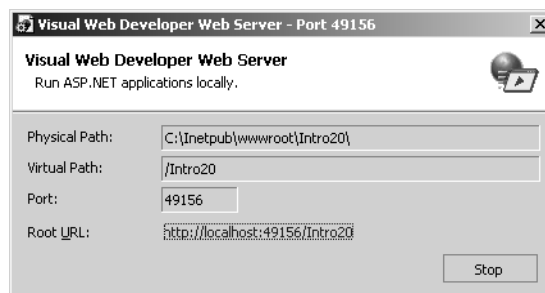 Visual Web Developer Web Server - Port 49156
Visual Web Developer Web Server
Run ASP.NET applications locally.
Physical Path: C:\Inetpub\wwwroot\Intro20\
Virtual Path: /Intro20
Port: 49156
Root URL: http://localhost:49156/Intro20
Stop